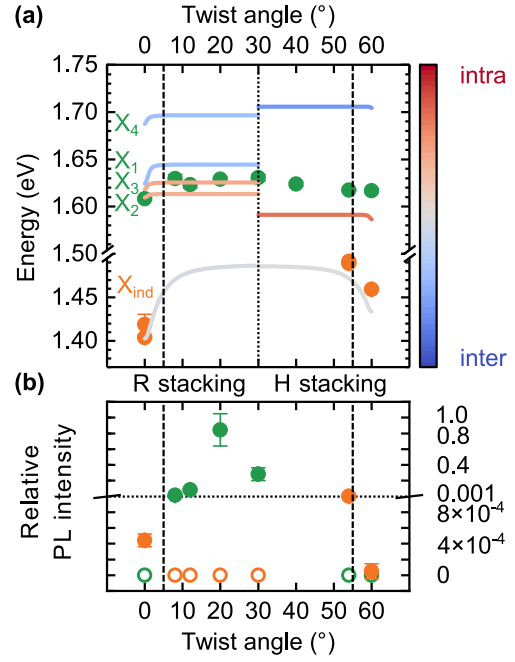 (a)
Twist angle (°)
0 10 20 30 40 50 60
1.75
1.70
1.65
1.60
1.50
1.45
1.40
Energy (eV)
X4
X1
X3
X2
Xind
intra
inter
R stacking
H stacking
(b)
Relative
PL intensity
1.0
0.8
0.4
0.001
8×10⁻⁴
4×10⁻⁴
0
0 10 20 30 40 50 60
Twist angle (°)